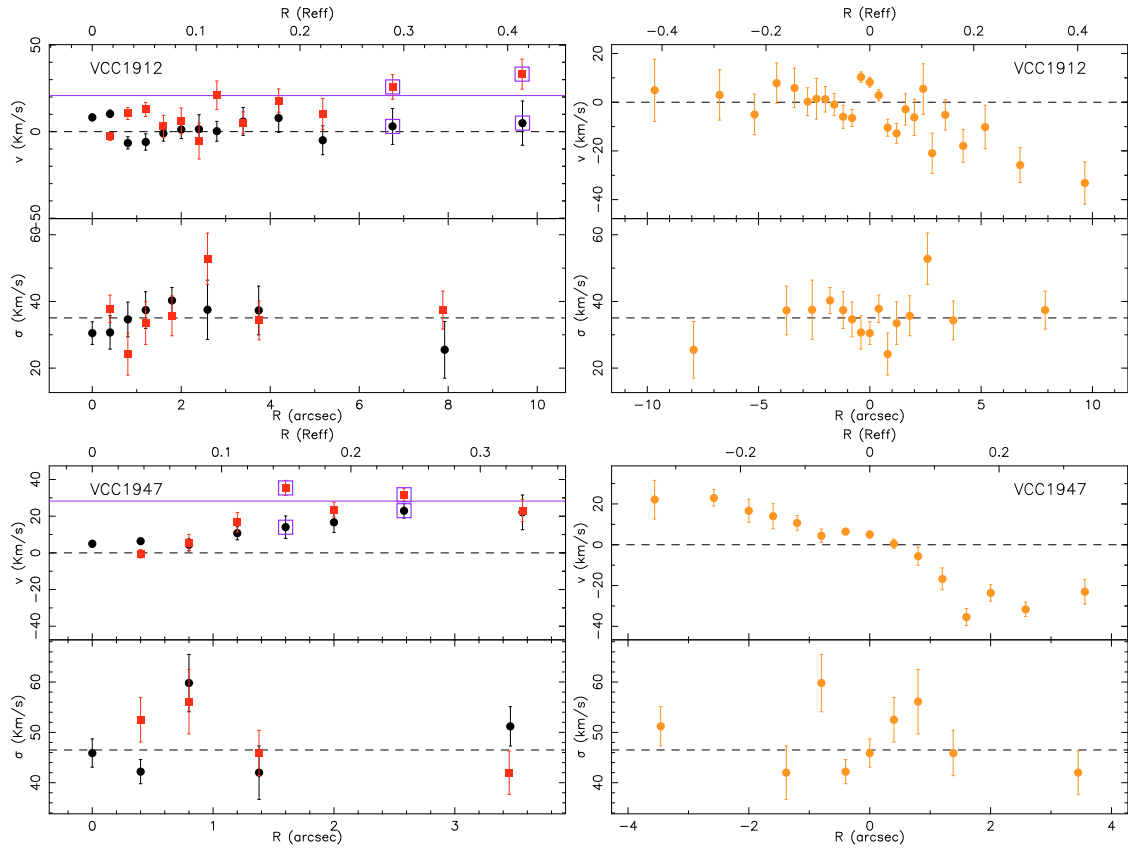 R (Reff)
R (Reff)
0 0.1 0.2 0.3 0.4
−0.4 −0.2 0 0.2 0.4
VCC1912
VCC1912
v (Km/s)
50
0
−50
v (km/s)
20
0
−20
−40
σ (Km/s)
60
40
20
σ (km/s)
60
40
20
0 2 4 6 8 10
−10 −5 0 5 10
R (arcsec)
R (arcsec)
R (Reff)
R (Reff)
0 0.1 0.2 0.3
−0.2 0 0.2
VCC1947
VCC1947
v (Km/s)
40
20
0
−20
−40
v (km/s)
40
20
0
−20
−40
σ (Km/s)
60
50
40
σ (Km/s)
60
50
40
0 1 2 3
−4 −2 0 2 4
R (arcsec)
R (arcsec)